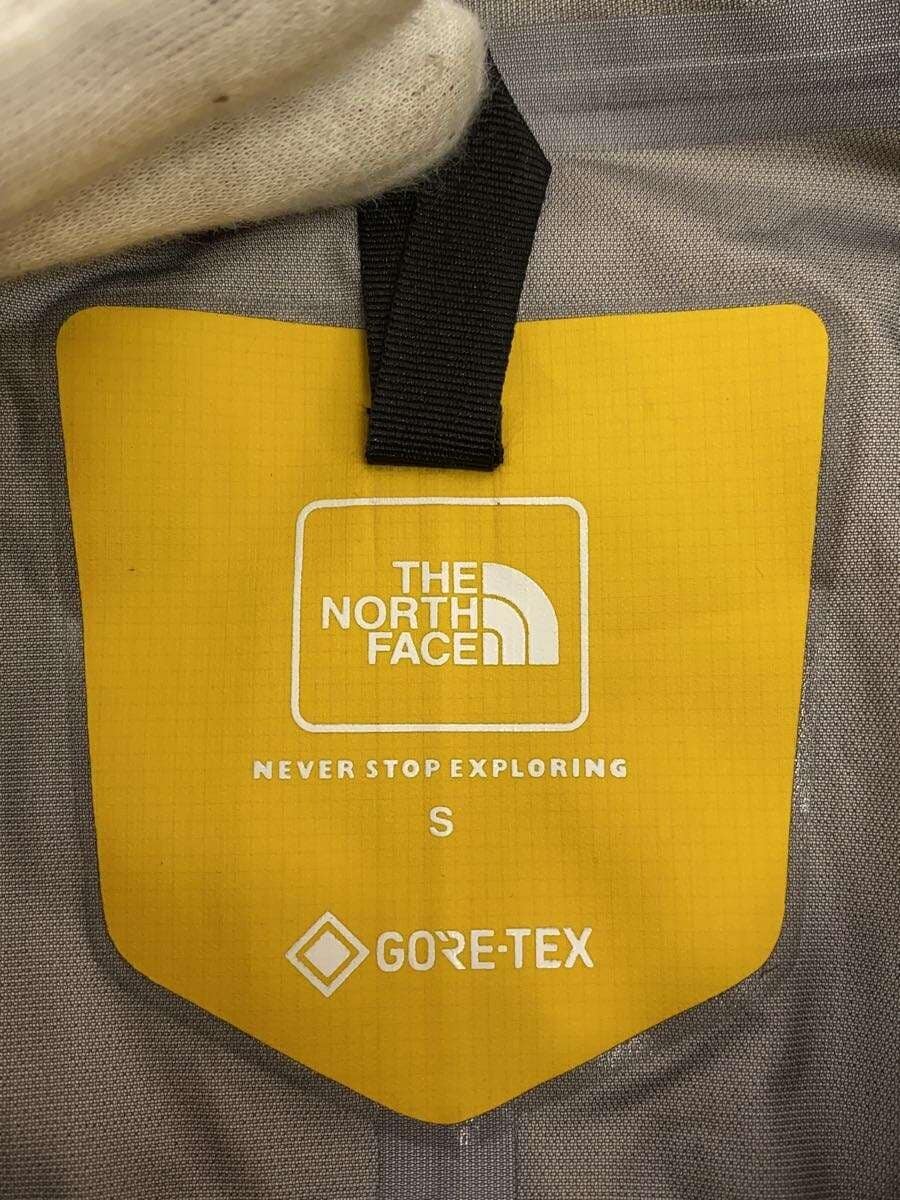 THE
NORTH
FACE
NEVER STOP EXPLORING
S
GORE-TEX